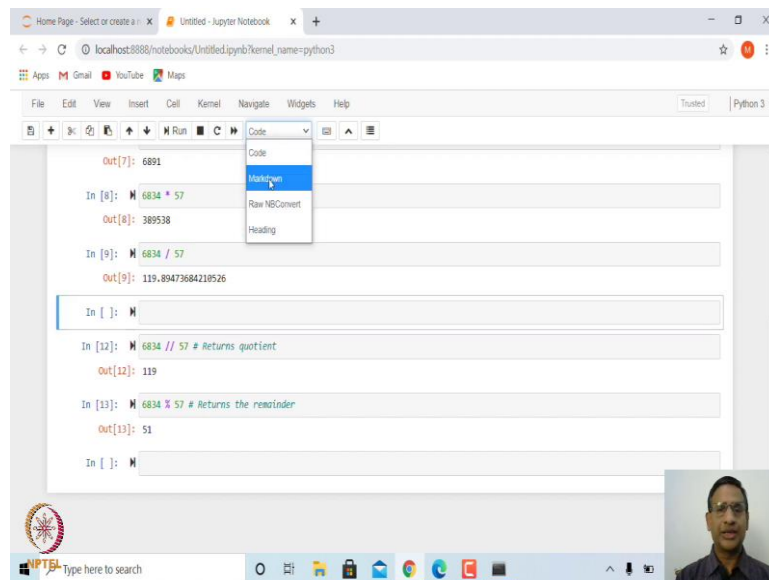 Home Page - Select or create a n
Untitled - Jupyter Notebook
localhost:8888/notebooks/Untitled.ipynb?kernel_name=python3
M
Apps Gmail YouTube Maps
File Edit View Insert Cell Kernel Navigate Widgets Help Trusted Python 3
Run Code
Code
Markdown
Raw NBConvert
Heading
Out[7]: 6891
In [8]: 6834 * 57
Out[8]: 389538
In [9]: 6834 / 57
Out[9]: 119.89473684210526
In [ ]:
In [12]: 6834 // 57 # Returns quotient
Out[12]: 119
In [13]: 6834 % 57 # Returns the remainder
Out[13]: 51
In [ ]:
NPTEL
Type here to search